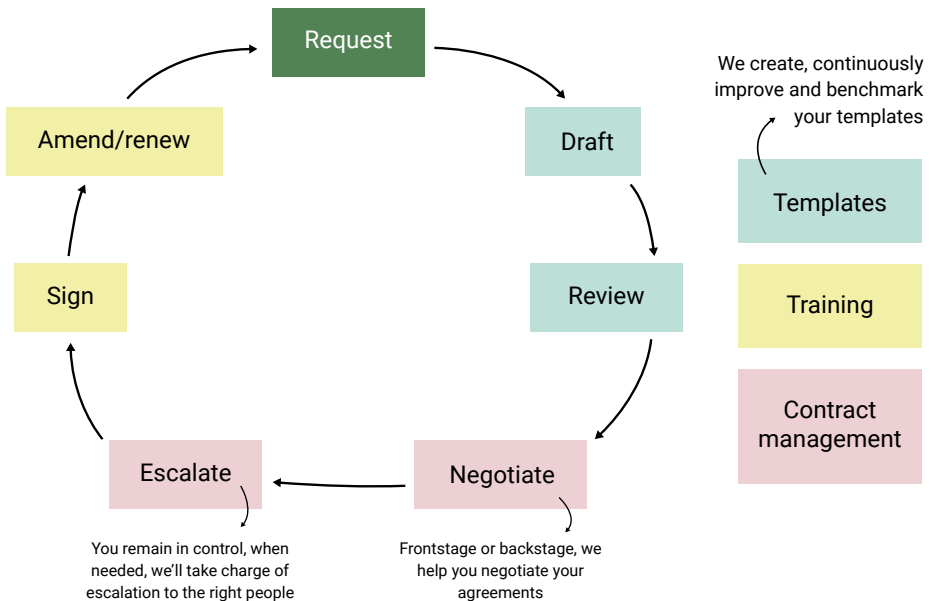 Request
We create, continuously
improve and benchmark
your templates
Amend/renew
Draft
Templates
Sign
Review
Training
Contract
management
Escalate
Negotiate
You remain in control, when
needed, we’ll take charge of
escalation to the right people
Frontstage or backstage, we
help you negotiate your
agreements